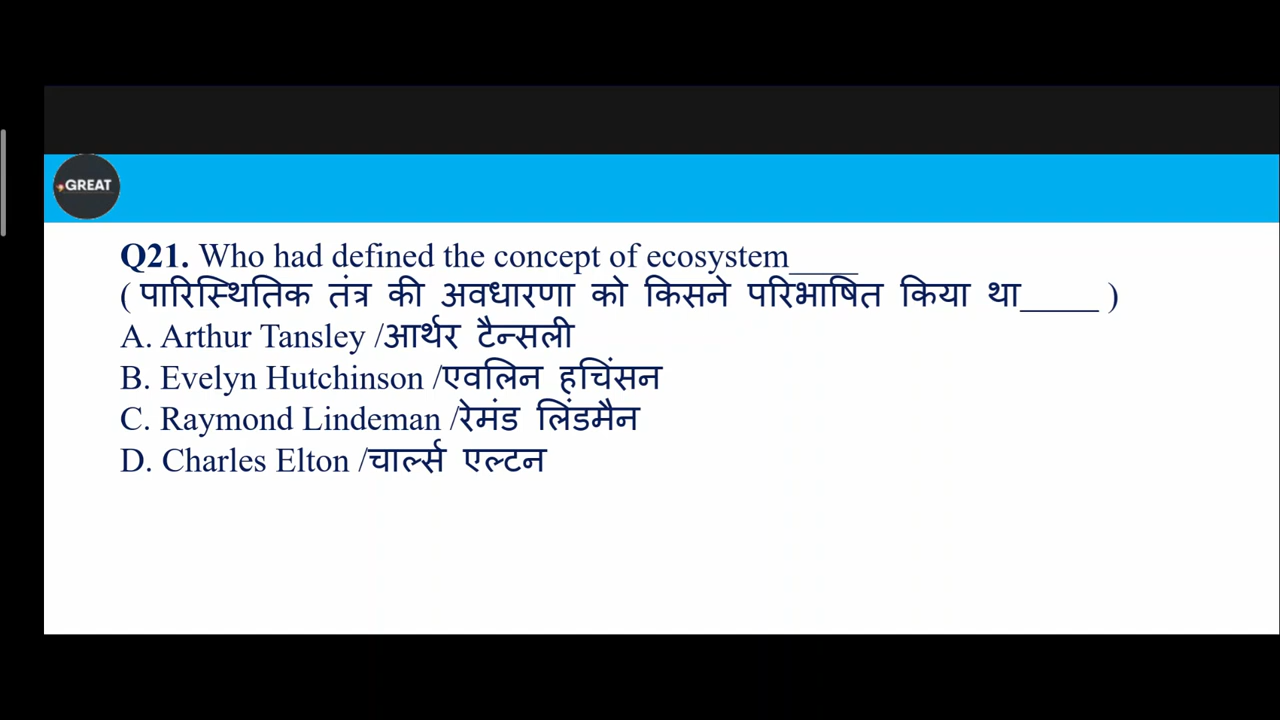 GREAT
Q21. Who had defined the concept of ecosystem____
( पारिस्थितिक तंत्र की अवधारणा को किसने परिभाषित किया था_____ )
A. Arthur Tansley /आर्थर टैन्सली
B. Evelyn Hutchinson /एवलिन हचिंसन
C. Raymond Lindeman /रेमंड लिंडमैन
D. Charles Elton /चार्ल्स एल्टन